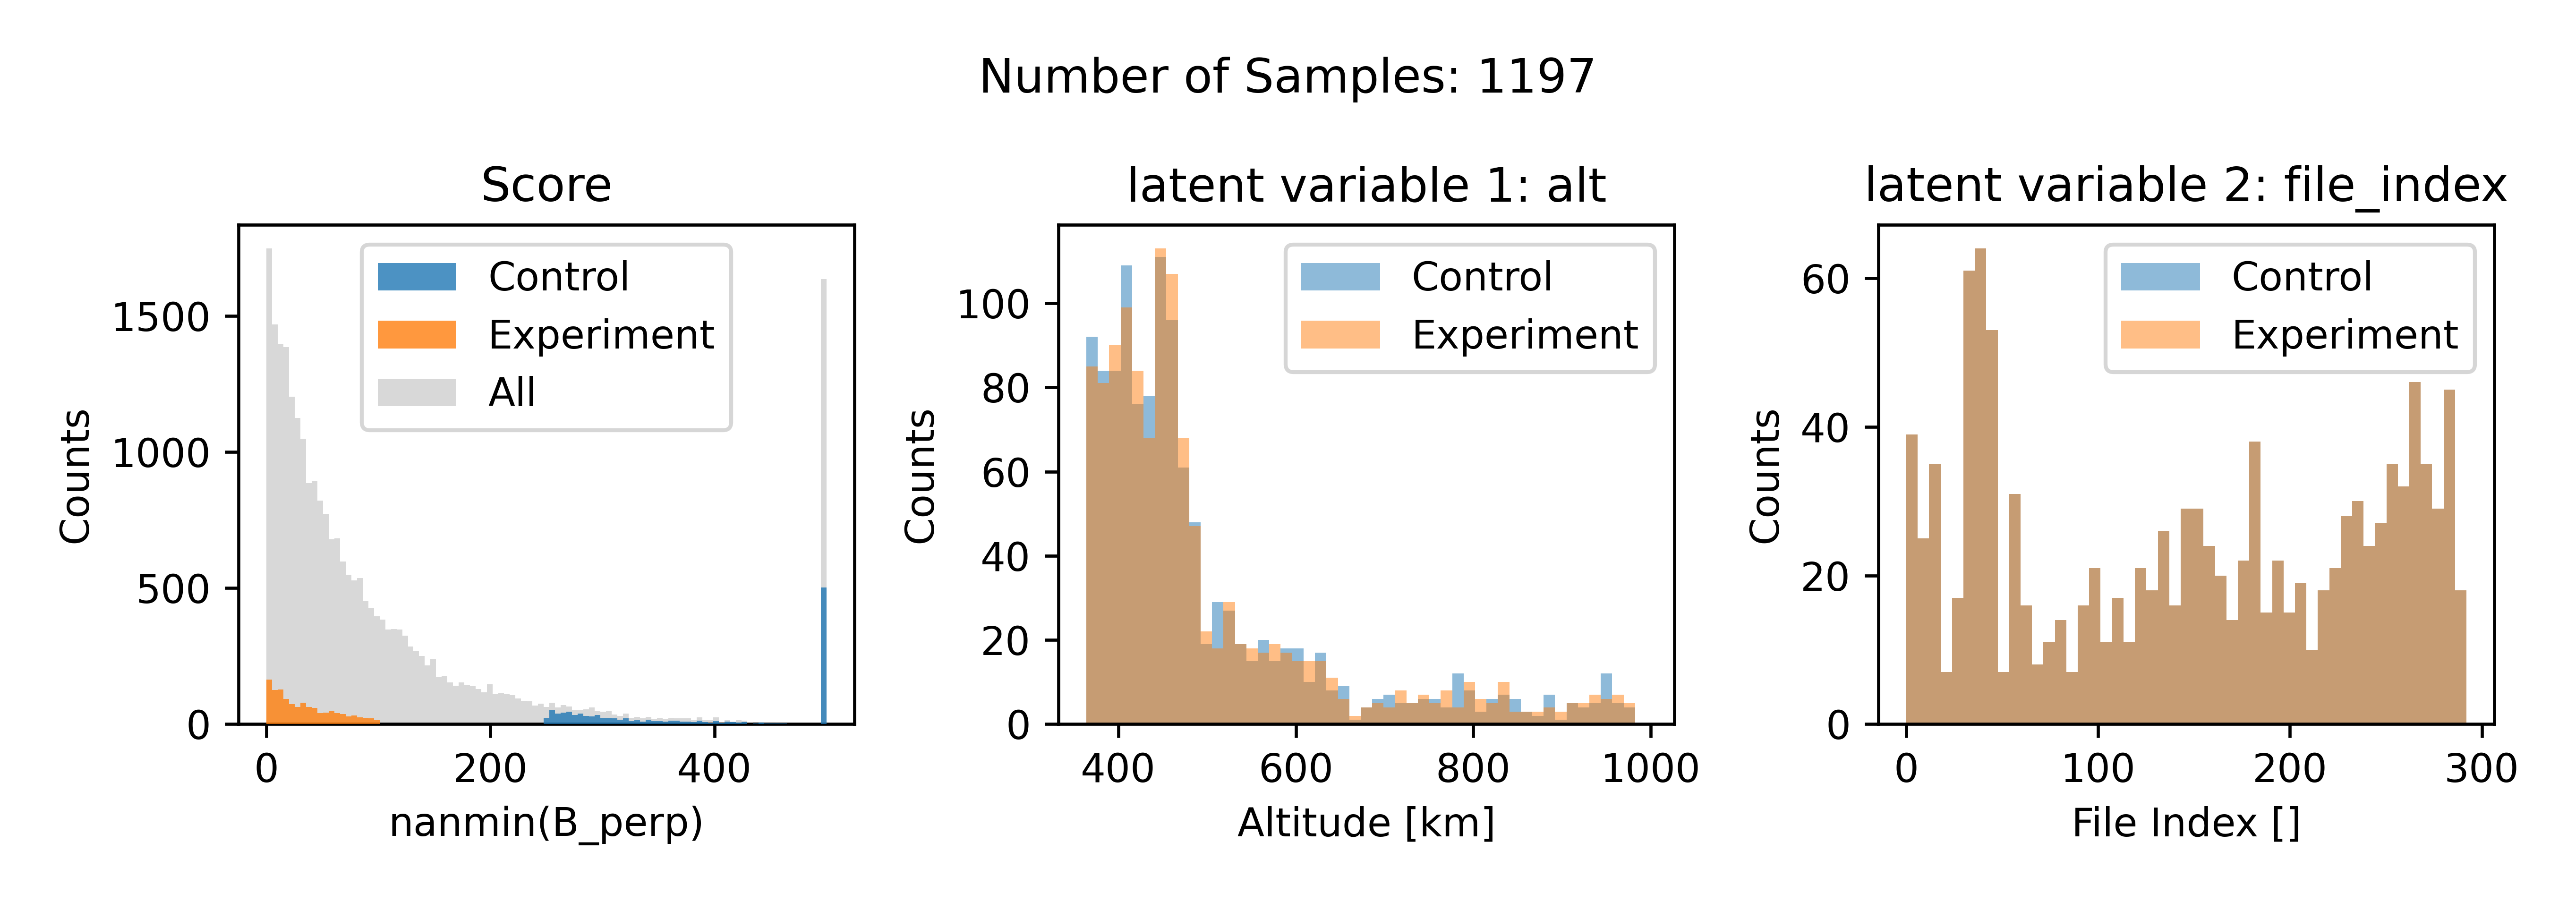 Number of Samples: 1197
Score
Control
Experiment
All
Counts
1500
1000
500
0
0
200
400
nanmin(B_perp)
latent variable 1: alt
Control
Experiment
Counts
100
80
60
40
20
0
400
600
800
1000
Altitude [km]
latent variable 2: file_index
Control
Experiment
Counts
60
40
20
0
0
100
200
300
File Index []